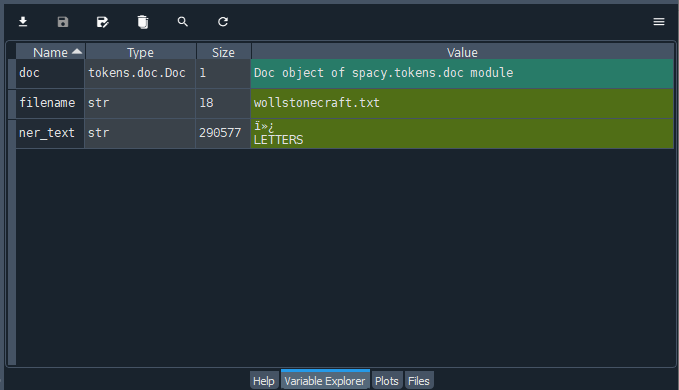 Name Type Size Value
doc tokens.doc.Doc 1 Doc object of spacy.tokens.doc module
filename str 18 wollstonecraft.txt
ner_text str 290577 ï»¿
LETTERS
Help Variable Explorer Plots Files